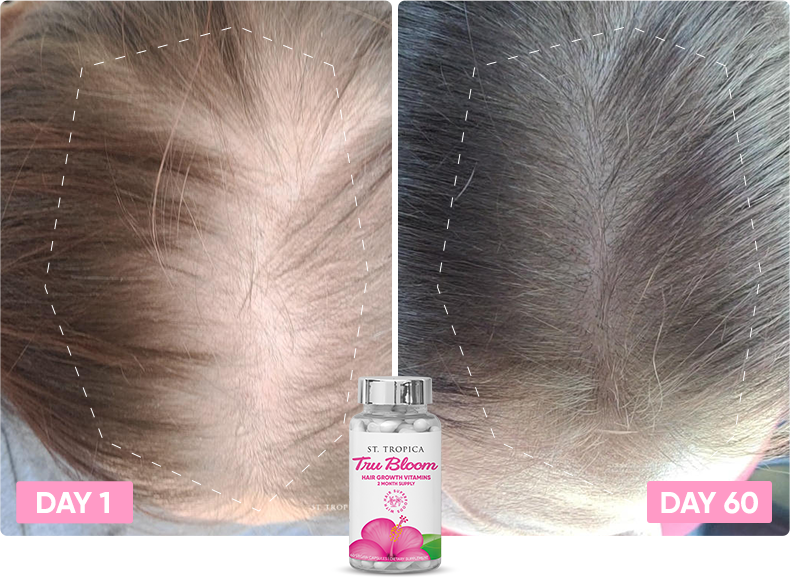 DAY 1
DAY 60
ST. TROPICA
Tru Bloom
HAIR GROWTH VITAMINS
2 MONTH SUPPLY